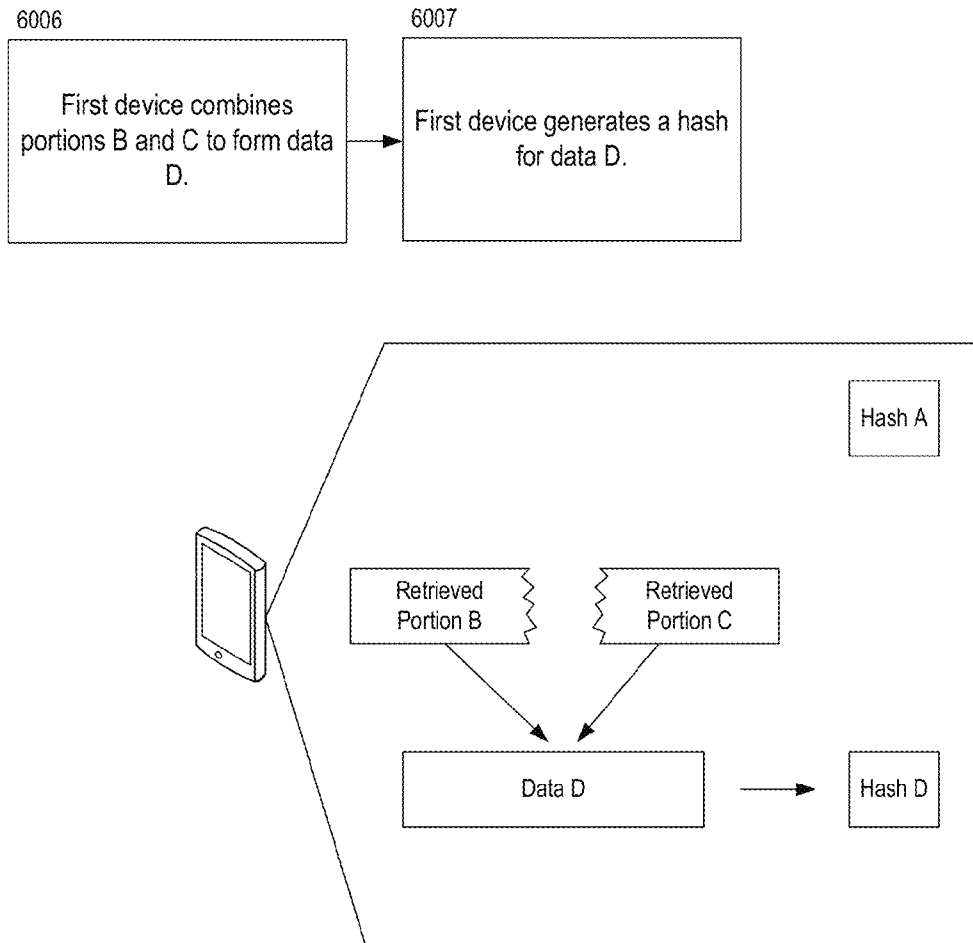 6006
First device combines
portions B and C to form data
D.
6007
First device generates a hash
for data D.
Hash A
Retrieved
Portion B
Retrieved
Portion C
Data D
Hash D